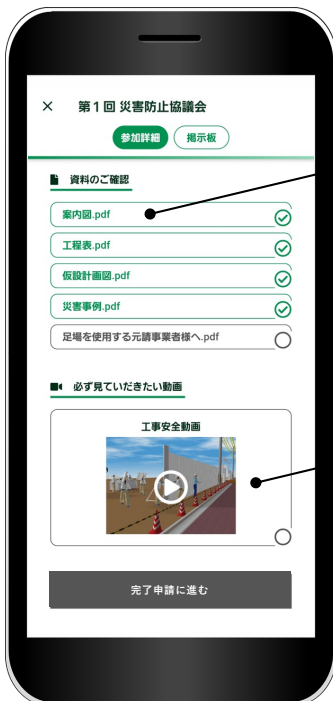 × 第1回 災害防止協議会
参加詳細 掲示板
資料のご確認
案内図.pdf
工程表.pdf
仮設計画図.pdf
災害事例.pdf
足場を使用する元請事業者様へ.pdf
必ず見ていだきたい動画
工事安全動画
完了申請に進む